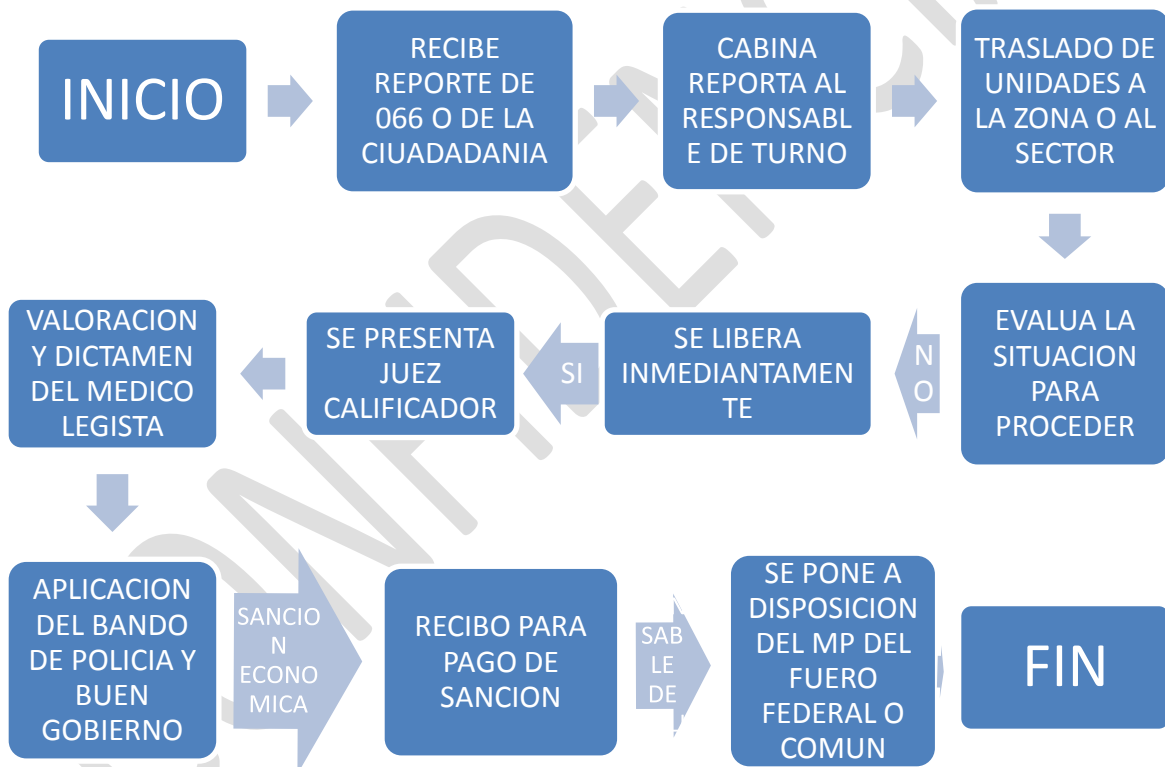 INICIO
RECIBE
REPORTE DE
066 O DE LA
CIUADADANIA
CABINA
REPORTA AL
RESPONSABL
E DE TURNO
TRASLADO DE
UNIDADES A
LA ZONA O AL
SECTOR
EVALUA LA
SITUACION
PARA
PROCEDER
N
O
SE LIBERA
INMEDIANTAMEN
TE
SI
SE PRESENTA
JUEZ
CALIFICADOR
VALORACION
Y DICTAMEN
DEL MEDICO
LEGISTA
APLICACION
DEL BANDO
DE POLICIA Y
BUEN
GOBIERNO
SANCIO
N
ECONO
MICA
RECIBO PARA
PAGO DE
SANCION
SAB
LE
DE
SE PONE A
DISPOSICION
DEL MP DEL
FUERO
FEDERAL O
COMUN
FIN